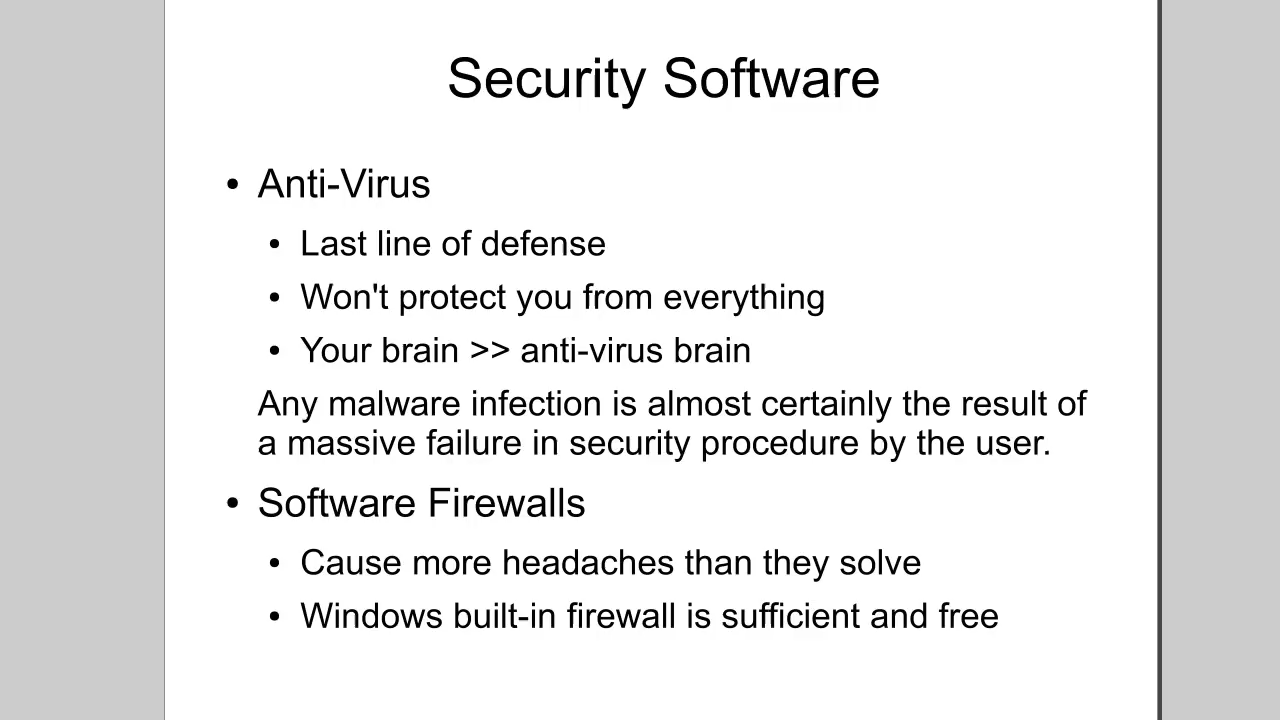 Security Software
• Anti-Virus
• Last line of defense
• Won't protect you from everything
• Your brain >> anti-virus brain
Any malware infection is almost certainly the result of
a massive failure in security procedure by the user.
• Software Firewalls
• Cause more headaches than they solve
• Windows built-in firewall is sufficient and free